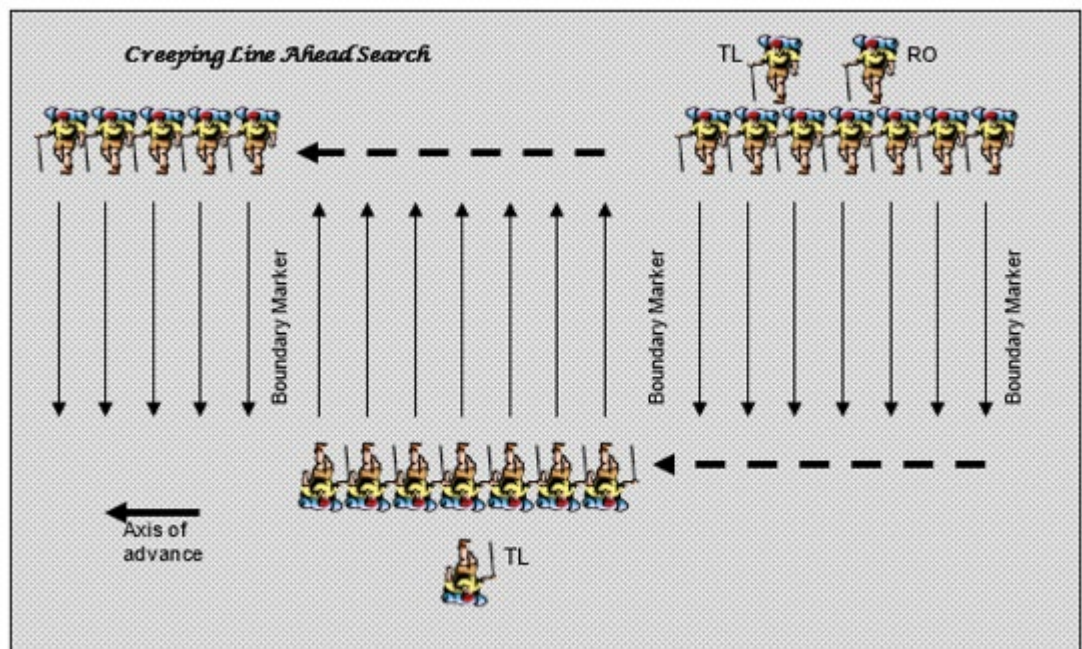 Creeping Line Ahead Search
TL
RO
Boundary Marker
Boundary Marker
Boundary Marker
Axis of
advance
TL